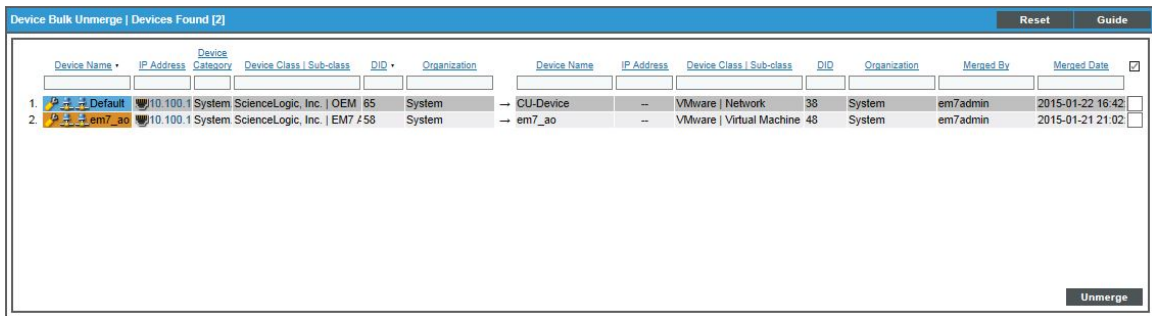 Device Bulk Unmerge | Devices Found [2] Reset Guide
Device Name IP Address Device Category Device Class | Sub-class DID Organization Device Name IP Address Device Class | Sub-class DID Organization Merged By Merged Date
1. Default 10.100.1 System ScienceLogic, Inc. | OEM 65 System → CU-Device -- VMware | Network 38 System em7admin 2015-01-22 16:42:
2. em7_ao 10.100.1 System ScienceLogic, Inc. | EM7 58 System → em7_ao -- VMware | Virtual Machine 48 System em7admin 2015-01-21 21:02:
Unmerge